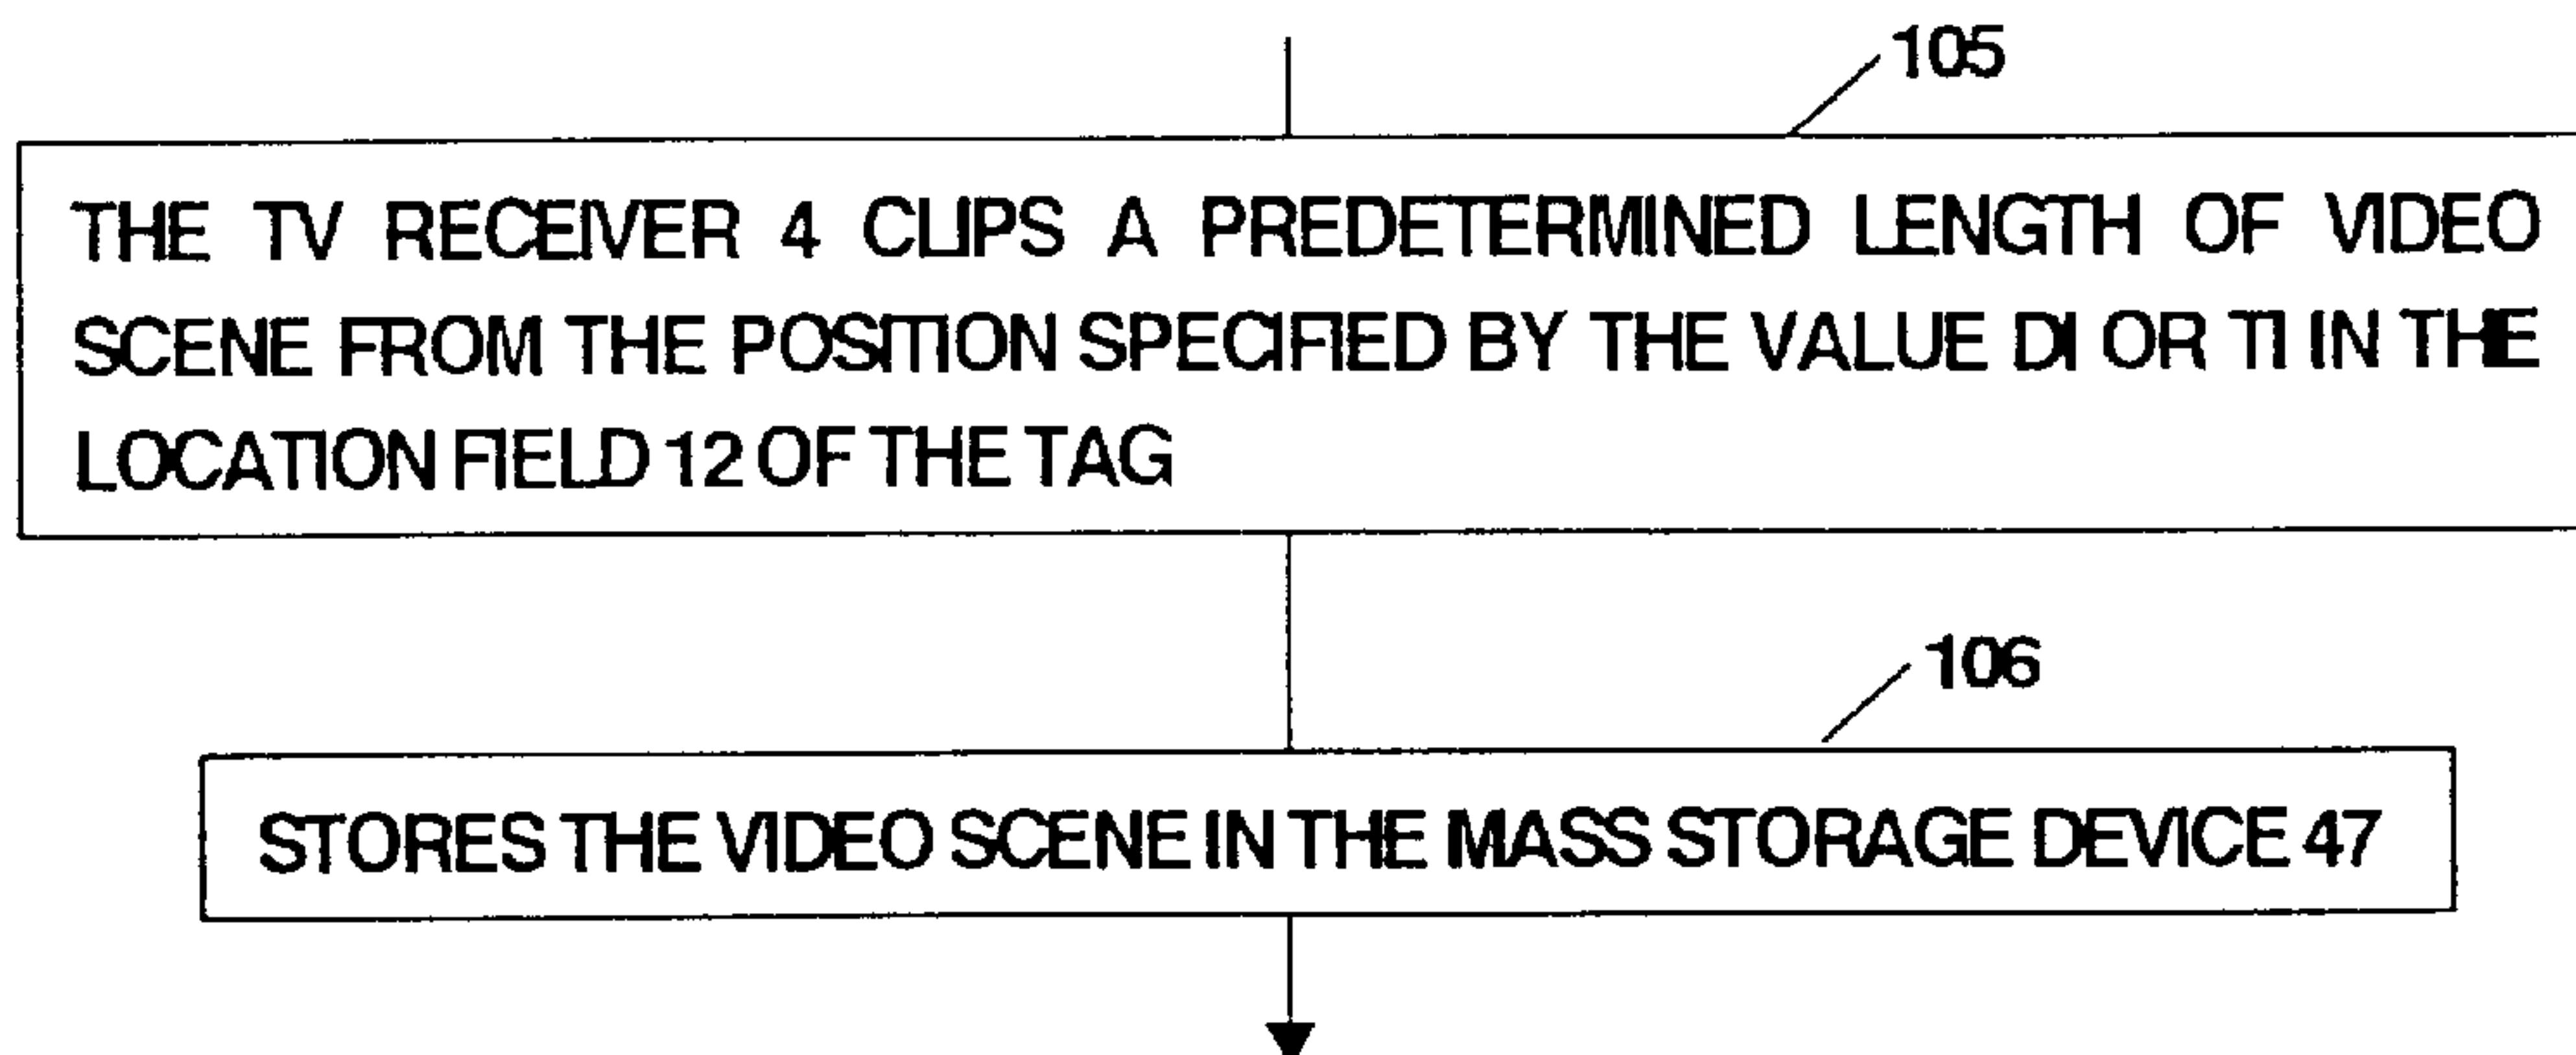 105
THE TV RECEIVER 4 CLIPS A PREDETERMINED LENGTH OF VIDEO
SCENE FROM THE POSITION SPECIFIED BY THE VALUE DI OR TI IN THE
LOCATION FIELD 12 OF THE TAG
106
STORES THE VIDEO SCENE IN THE MASS STORAGE DEVICE 47